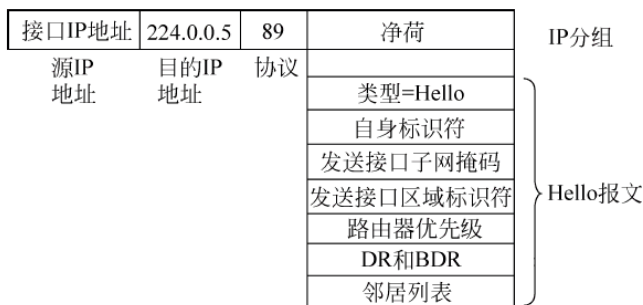 接口IP地址 224.0.0.5 89 净荷 IP分组
源IP地址 目的IP地址 协议
类型=Hello
自身标识符
发送接口子网掩码
发送接口区域标识符 Hello报文
路由器优先级
DR和BDR
邻居列表